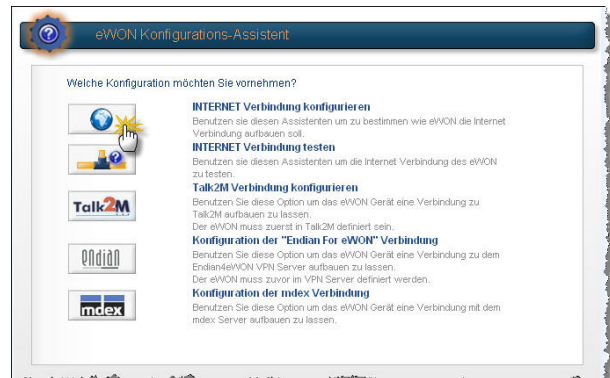 eWON Konfigurations-Assistent
Welche Konfiguration möchten Sie vornehmen?
INTERNET Verbindung konfigurieren
Benutzen sie diesen Assistenten um zu bestimmen wie eWON die Internet
Verbindung aufbauen soll.
INTERNET Verbindung testen
Benutzen sie diesen Assistenten um die Internet Verbindung des eWON
zu testen.
Talk2M
Talk2M Verbindung konfigurieren
Benutzen Sie diese Option um das eWON Gerät eine Verbindung zu
Talk2M aufbauen zu lassen.
Der eWON muss zuerst in Talk2M definiert sein.
endian
Konfiguration der "Endian For eWON" Verbindung
Benutzen Sie diese Option um das eWON Gerät eine Verbindung zu dem
Endian4eWON VPN Server aufbauen zu lassen.
Der eWON muss zuvor im VPN Server definiert werden.
mdex
Konfiguration der mdex Verbindung
Benutzen Sie diese Option um das eWON Gerät eine Verbindung mit dem
mdex Server aufbauen zu lassen.